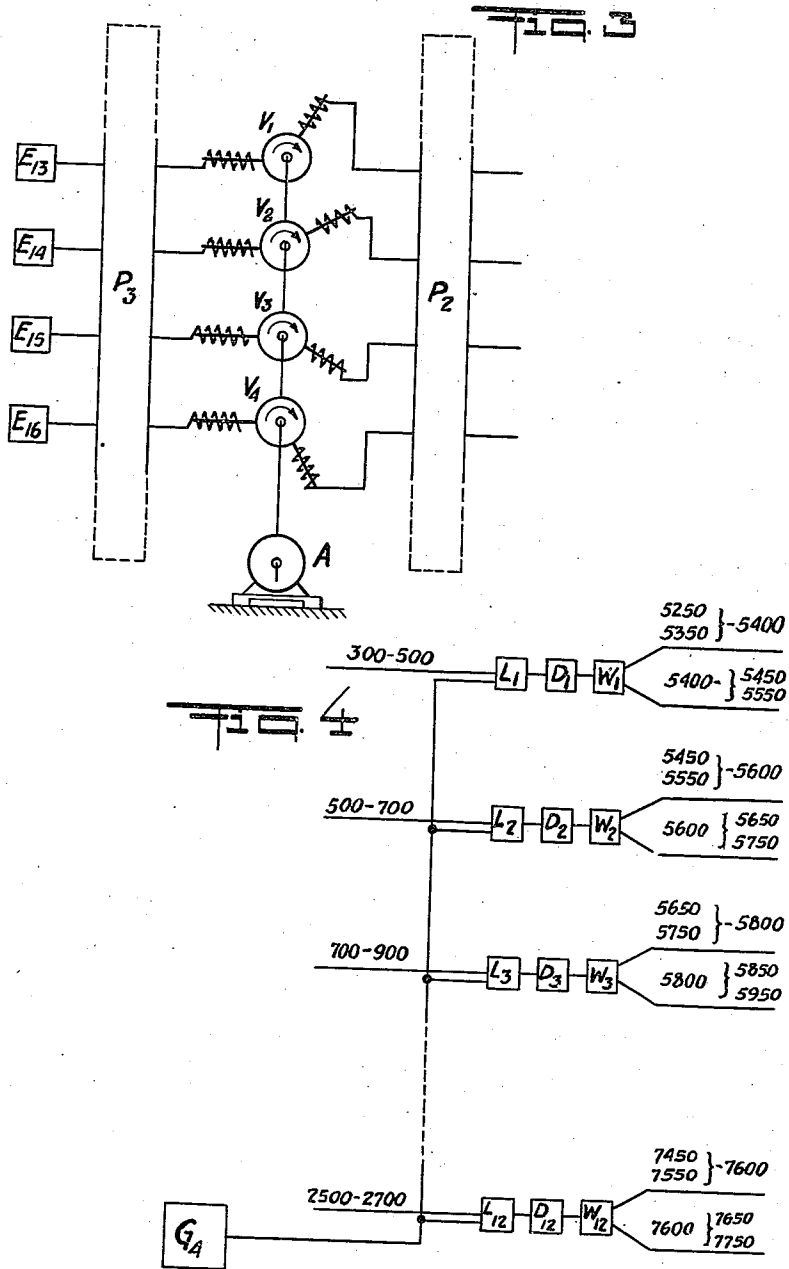 Fig. 3
V1
E13
V2
E14
P3
P2
V3
E15
V4
E16
A
5250
5350 } -5400
300-500
L1 D1 W1
5400- } 5450
5550
Fig. 4
5450
5550 } -5600
500-700
L2 D2 W2
5600 } 5650
5750
5650
5750 } -5800
700-900
L3 D3 W3
5800 } 5850
5950
7450
7550 } -7600
2500-2700
L12 D12 W12
7600 } 7650
7750
G4